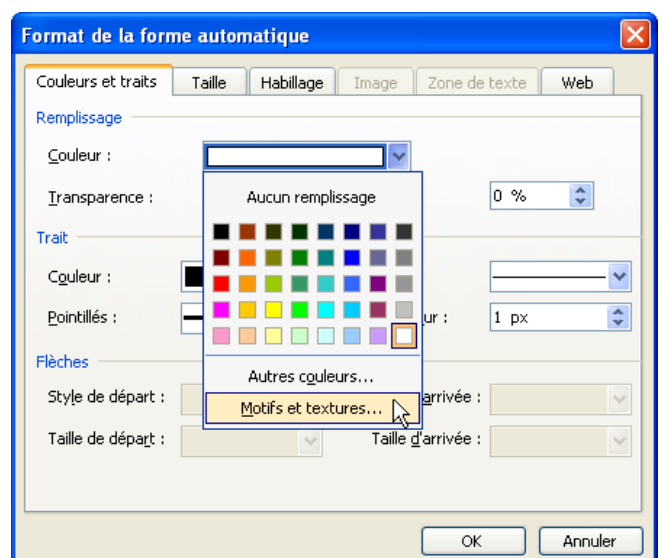 Format de la forme automatique
Couleurs et traits Taille Habillage Image Zone de texte Web
Remplissage
Couleur :
Aucun remplissage
Transparence : 0 %
Trait
Couleur :
Pointillés : ur : 1 px
Flèches
Autres couleurs...
Style de départ : arrivée :
Motifs et textures...
Taille de départ : Taille d'arrivée :
OK Annuler